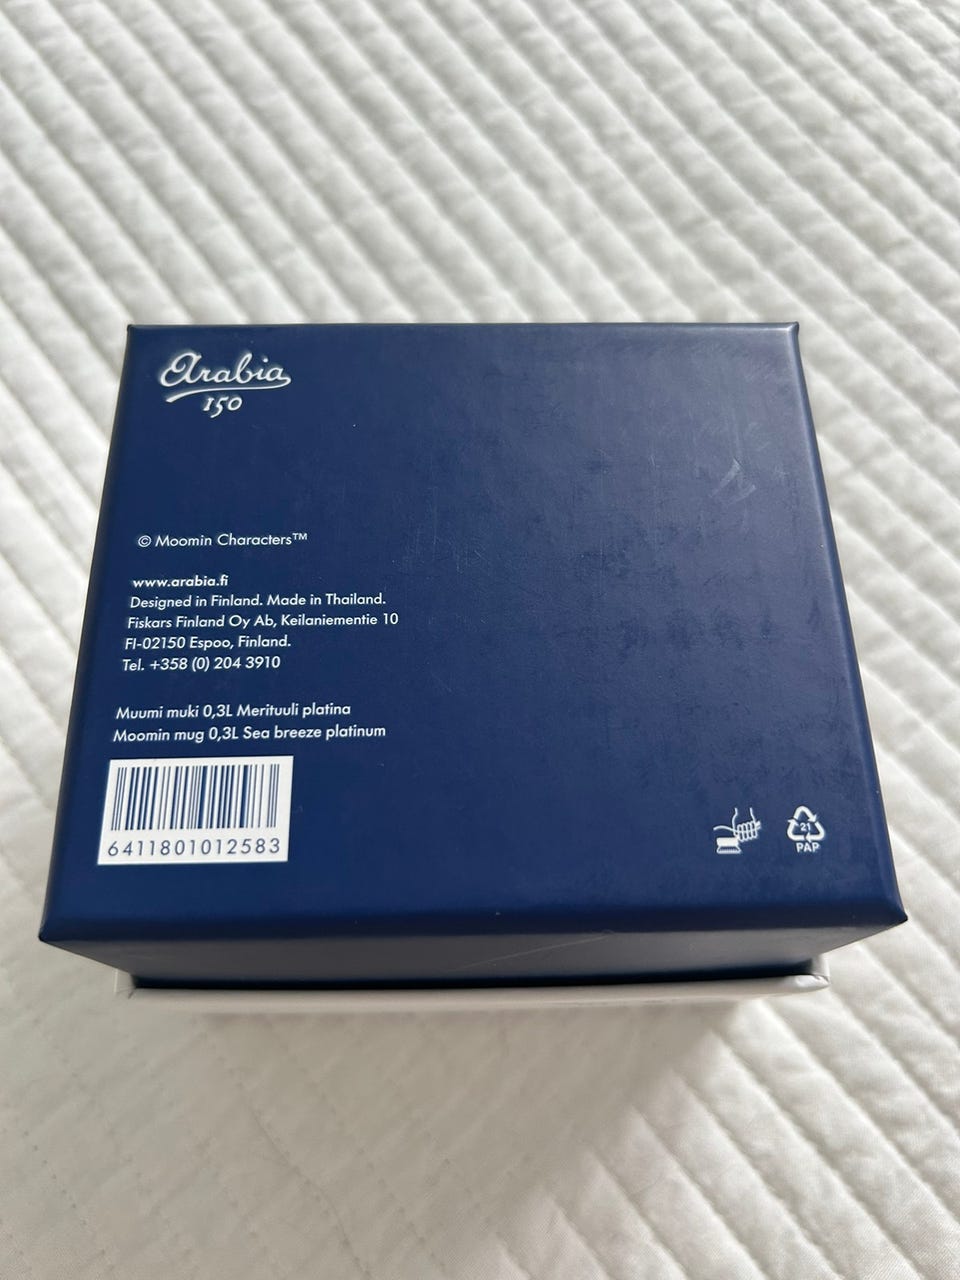 Arabia
150
© Moomin Characters™
www.arabia.fi
Designed in Finland. Made in Thailand.
Fiskars Finland Oy Ab, Keilaniementie 10
FI-02150 Espoo, Finland.
Tel. +358 (0) 204 3910
Muumi muki 0,3L Merituuli platina
Moomin mug 0,3L Sea breeze platinum
6411801012583
21
PAP